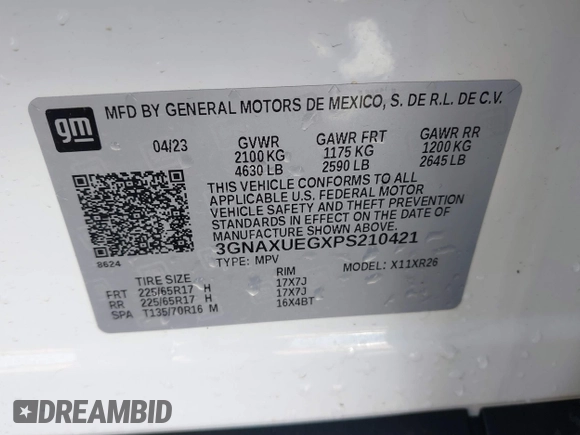 gm
MFD BY GENERAL MOTORS DE MEXICO, S. DE R.L. DE C.V.
04/23 GVWR GAWR FRT GAWR RR
2100 KG 1175 KG 1200 KG
4630 LB 2590 LB 2645 LB
THIS VEHICLE CONFORMS TO ALL
APPLICABLE U.S. FEDERAL MOTOR
VEHICLE SAFETY AND THEFT PREVENTION
STANDARDS IN EFFECT ON THE DATE OF
MANUFACTURE SHOWN ABOVE.
3GNAXUEGXPS210421
8624
TYPE: MPV MODEL: X11XR26
TIRE SIZE RIM
FRT 225/65R17 H 17X7J
RR 225/65R17 H 17X7J
SPA T135/70R16 M 16X4BT
DREAMBID